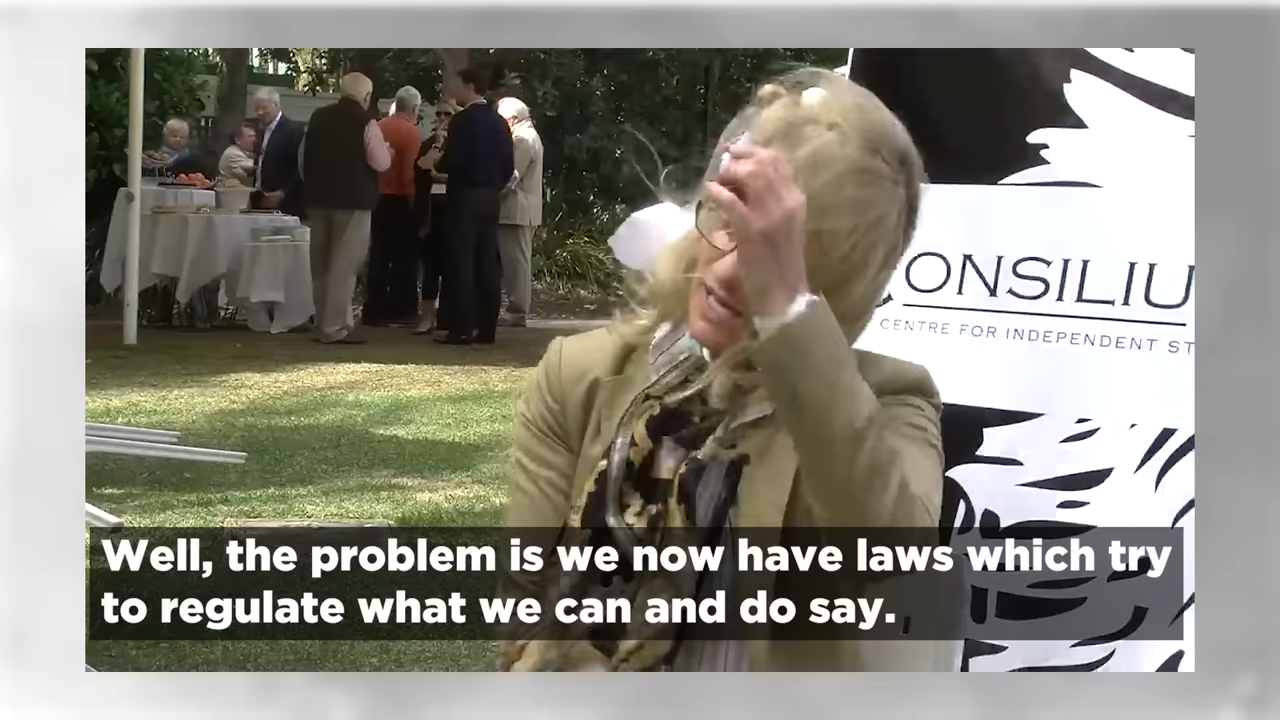 ONSILIU
CENTRE FOR INDEPENDENT ST
Well, the problem is we now have laws which try
to regulate what we can and do say.